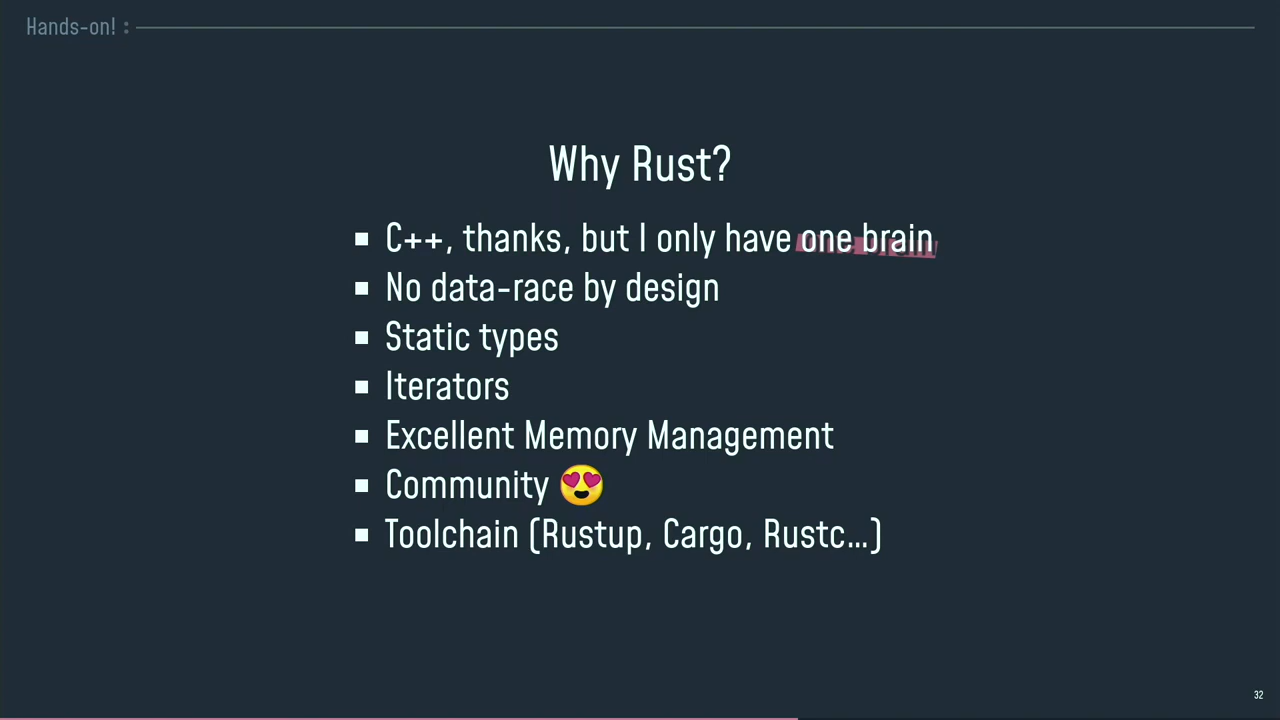 Hands-on! :
Why Rust?
▪ C++, thanks, but I only have one brain
▪ No data-race by design
▪ Static types
▪ Iterators
▪ Excellent Memory Management
▪ Community 😍
▪ Toolchain (Rustup, Cargo, Rustc...)
32